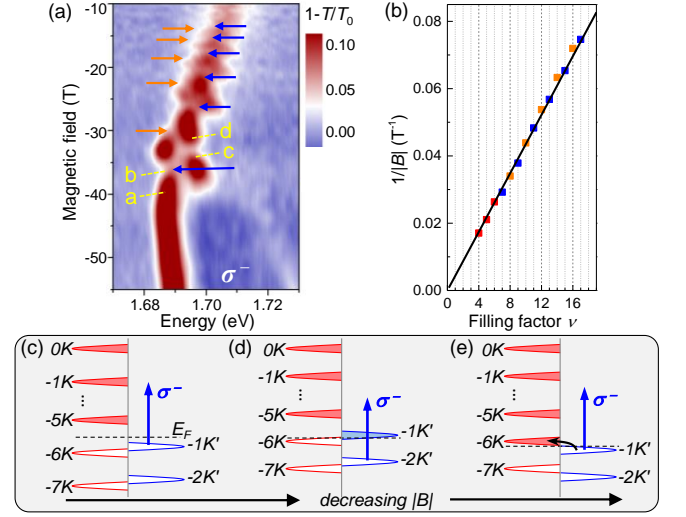 (a)
1-T/T0
0.10
0.05
0.00
Magnetic field (T)
-10
-20
-30
-40
-50
a
b
c
d
σ−
1.68
1.70
1.72
Energy (eV)
(b)
1/|B| (T-1)
0.08
0.06
0.04
0.02
0.00
0
4
8
12
16
Filling factor ν
(c)
0K
-1K
⋮
-5K
-6K
-7K
σ−
EF
-1K'
-2K'
(d)
0K
-1K
⋮
-5K
-6K
-7K
σ−
-1K'
-2K'
(e)
0K
-1K
⋮
-5K
-6K
-7K
σ−
-1K'
-2K'
decreasing |B|